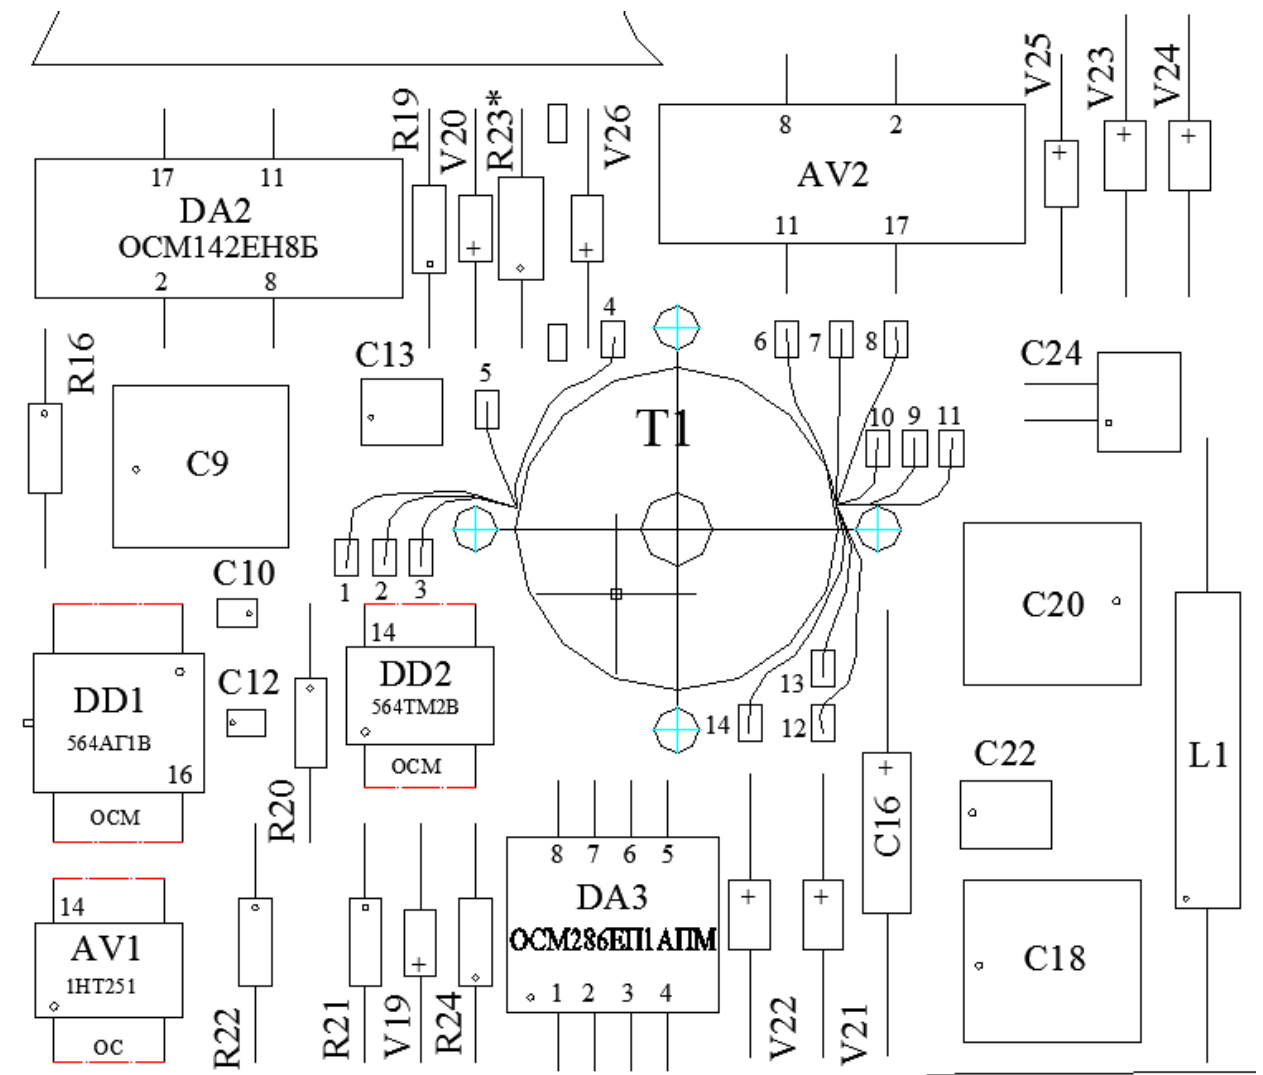 R19
V20
R23*
V26
V25
V23
V24
17 11
DA2
ОСМ142ЕН8Б
2 8
8 2
AV2
11 17
R16
C13
C9
4
5
T1
6 7 8
10 9 11
C24
1 2 3
C10
C12
DD1
564АГ1В
16
ОСМ
14
DD2
564ТМ2В
ОСМ
R20
13
14 12
C20
C22
L1
C16
14
AV1
1НТ251
ОС
R22
R21
V19
R24
8 7 6 5
DA3
ОСМ286ЕП1АПМ
1 2 3 4
V22
V21
C18
+
+
+
+
+
+
+
+
+